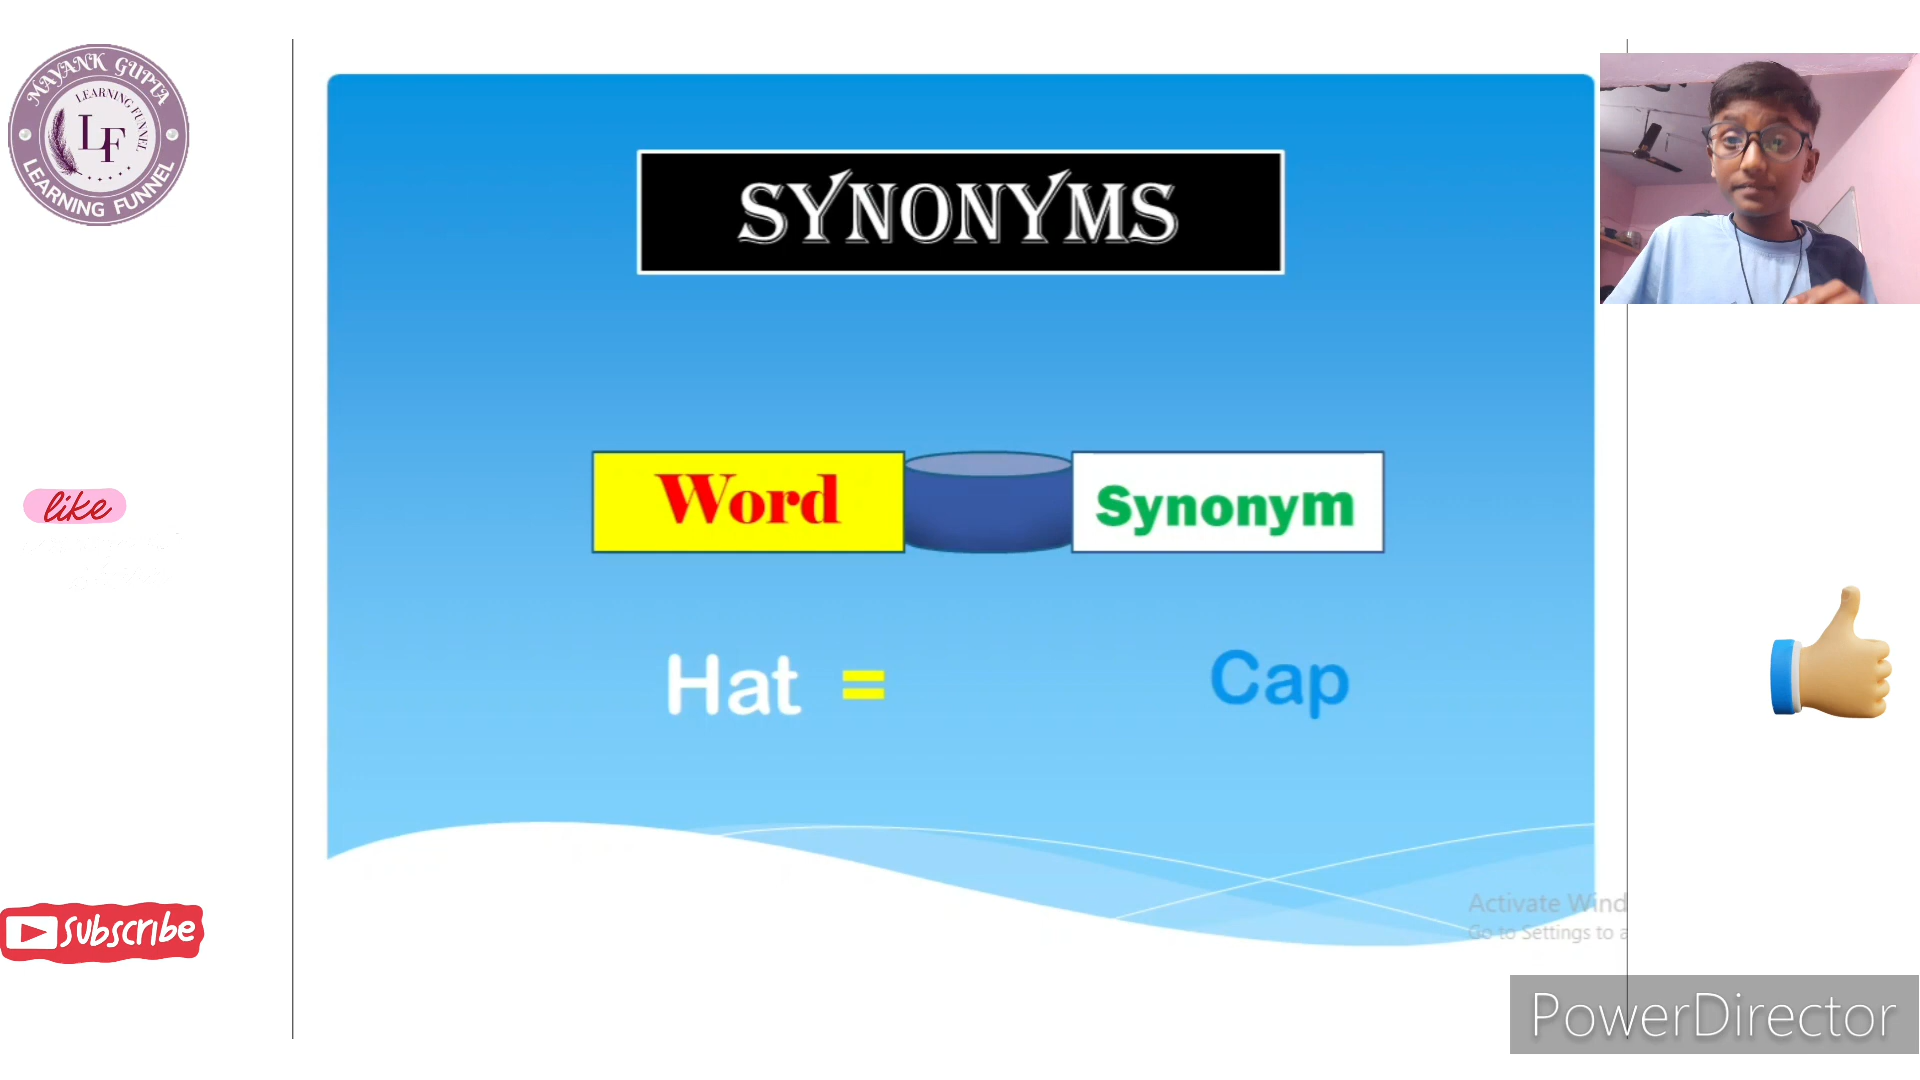 MAYANK GUPTA
LEARNING FUNNEL
LF
LEARNING FUNNEL
SYNONYMS
Word
Synonym
like
Hat =
Cap
Subscribe
Activate Wind
Go to Settings to a
PowerDirector